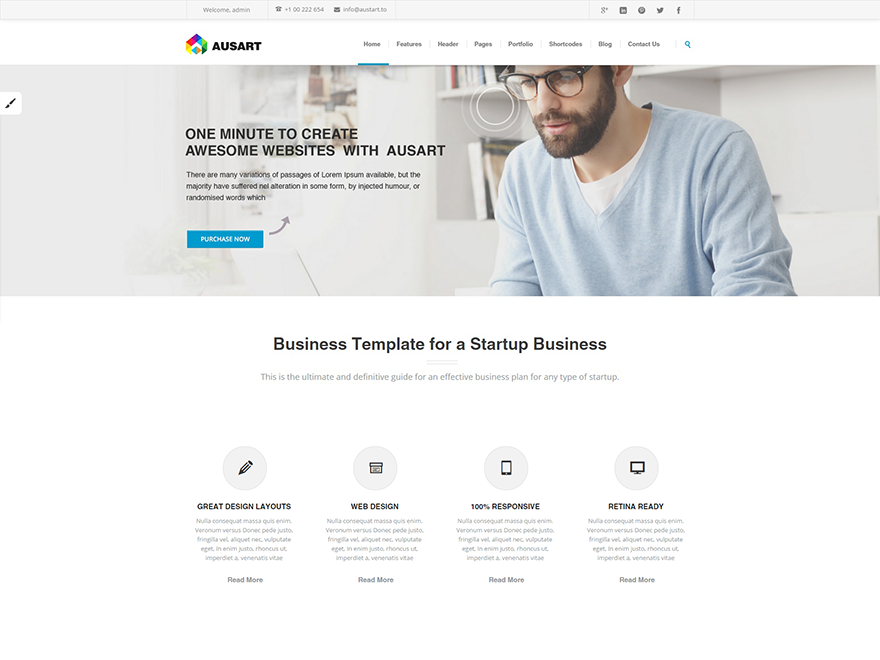 Welcome, admin
+1 00 222 654
info@austart.to
AUSART
Home
Features
Header
Pages
Portfolio
Shortcodes
Blog
Contact Us
ONE MINUTE TO CREATE
AWESOME WEBSITES WITH AUSART
There are many variations of passages of Lorem Ipsum available, but the
majority have suffered nel alteration in some form, by injected humour, or
randomised words which
PURCHASE NOW
Business Template for a Startup Business
This is the ultimate and definitive guide for an effective business plan for any type of startup.
GREAT DESIGN LAYOUTS
Nulla consequat massa quis enim.
Veronum versus Donec pede justo,
fringilla vel, aliquet nec, vulputate
eget, in enim justo, rhoncus ut,
imperdiet a, venenatis vitae
Read More
WEB DESIGN
Nulla consequat massa quis enim.
Veronum versus Donec pede justo,
fringilla vel, aliquet nec, vulputate
eget, in enim justo, rhoncus ut,
imperdiet a, venenatis vitae
Read More
100% RESPONSIVE
Nulla consequat massa quis enim.
Veronum versus Donec pede justo,
fringilla vel, aliquet nec, vulputate
eget, in enim justo, rhoncus ut,
imperdiet a, venenatis vitae
Read More
RETINA READY
Nulla consequat massa quis enim.
Veronum versus Donec pede justo,
fringilla vel, aliquet nec, vulputate
eget, in enim justo, rhoncus ut,
imperdiet a, venenatis vitae
Read More